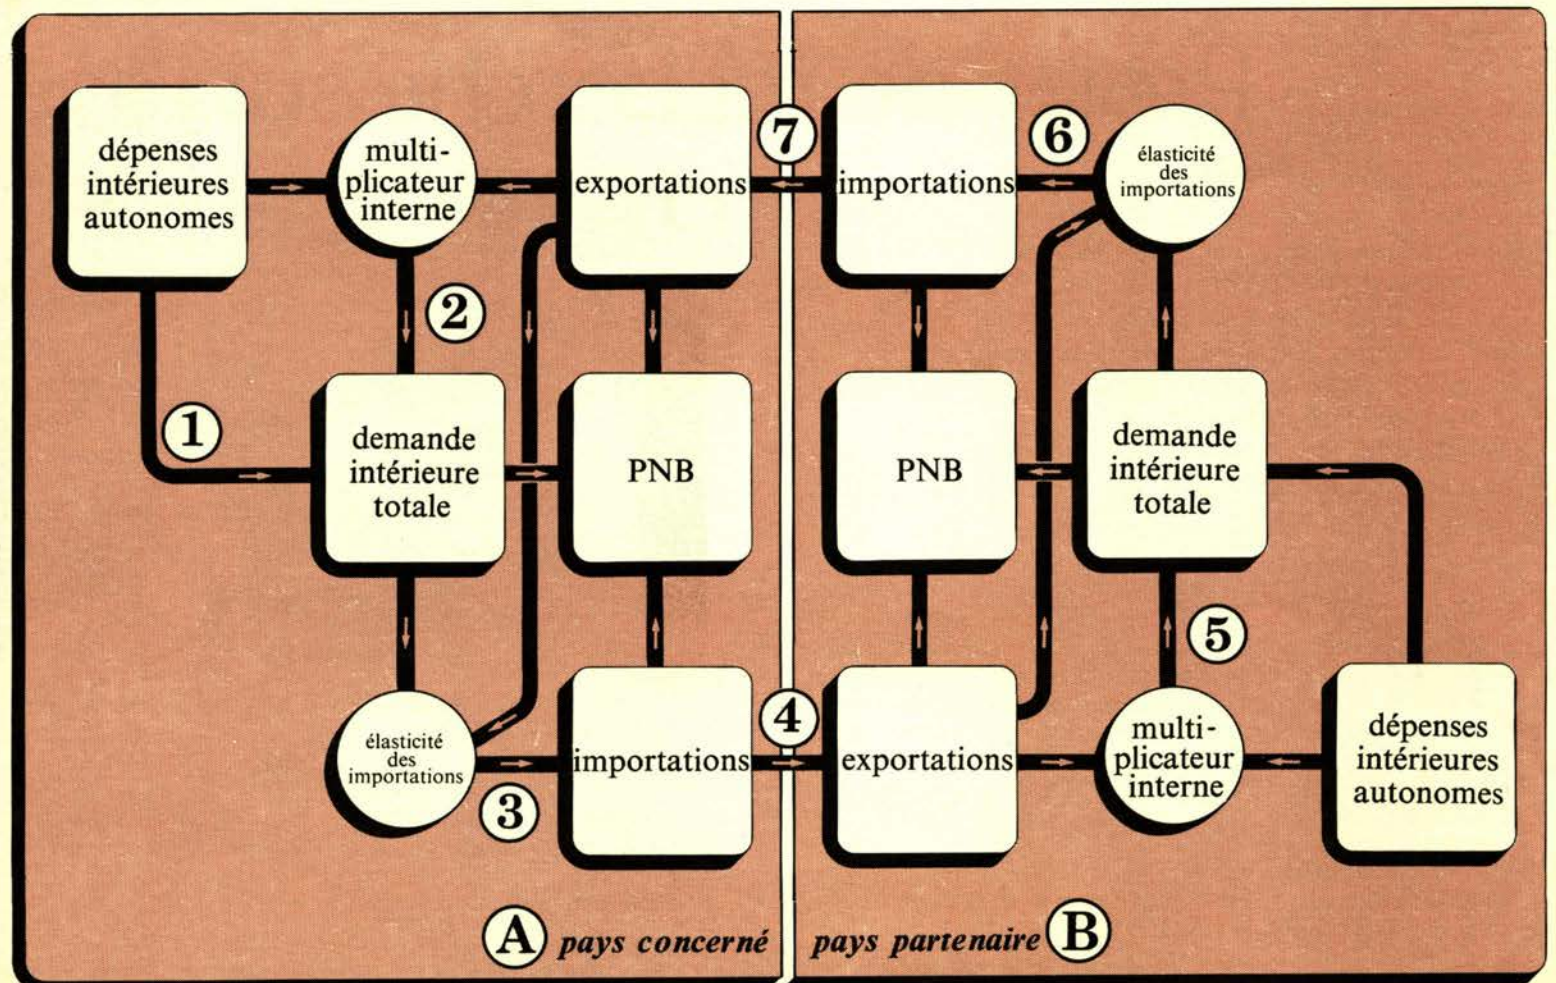 dépenses
intérieures
autonomes
multi-
plicateur
interne
exportations
7
importations
6
élasticité
des
importations
2
1
demande
intérieure
totale
PNB
PNB
demande
intérieure
totale
5
élasticité
des
importations
3
importations
4
exportations
multi-
plicateur
interne
dépenses
intérieures
autonomes
A pays concerné
pays partenaire B